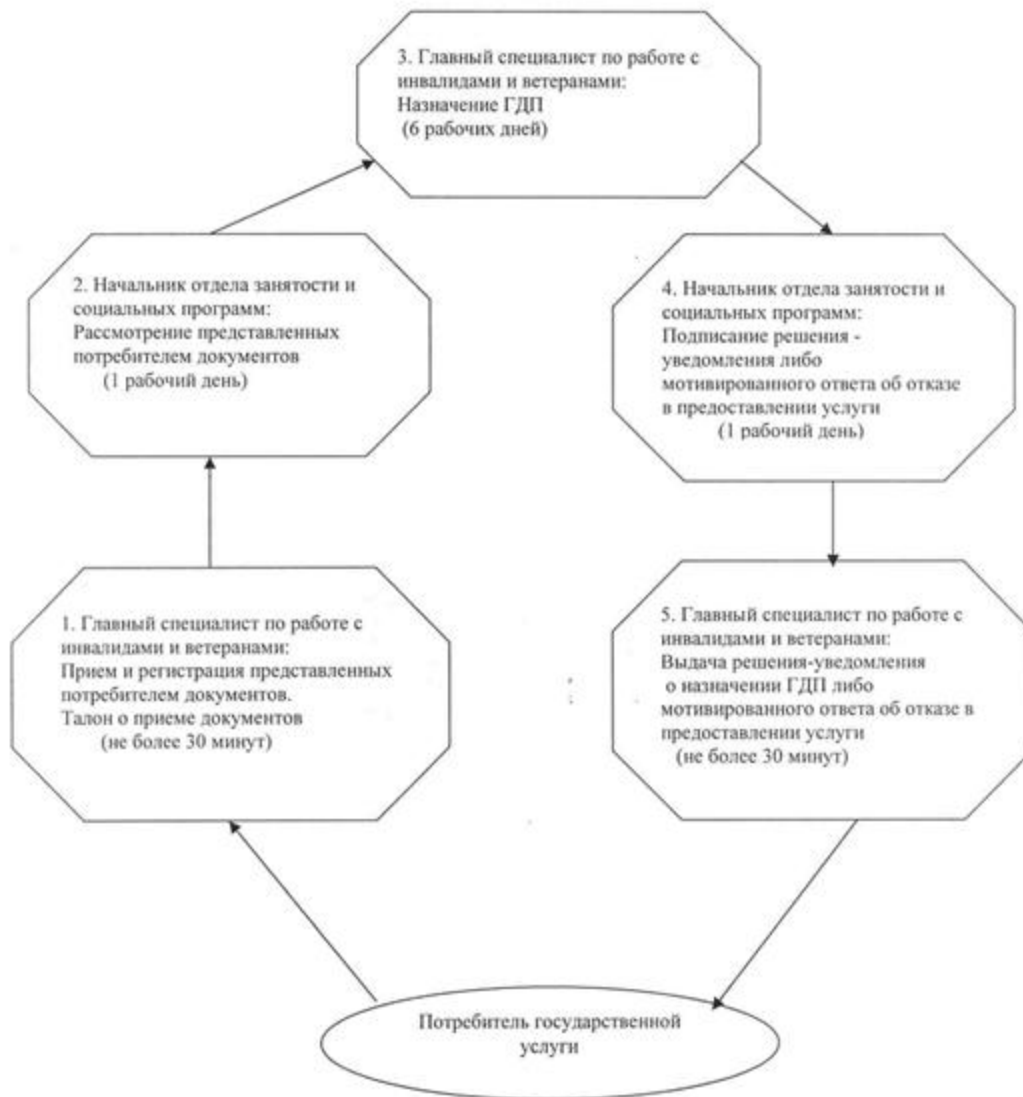 3. Главный специалист по работе с
инвалидами и ветеранами:
Назначение ГДП
(6 рабочих дней)
2. Начальник отдела занятости и
социальных программ:
Рассмотрение представленных
потребителем документов
(1 рабочий день)
4. Начальник отдела занятости и
социальных программ:
Подписание решения -
уведомления либо
мотивированного ответа об отказе
в предоставлении услуги
(1 рабочий день)
1. Главный специалист по работе с
инвалидами и ветеранами:
Прием и регистрация представленных
потребителем документов.
Талон о приеме документов
(не более 30 минут)
5. Главный специалист по работе с
инвалидами и ветеранами:
Выдача решения-уведомления
о назначении ГДП либо
мотивированного ответа об отказе в
предоставлении услуги
(не более 30 минут)
Потребитель государственной
услуги